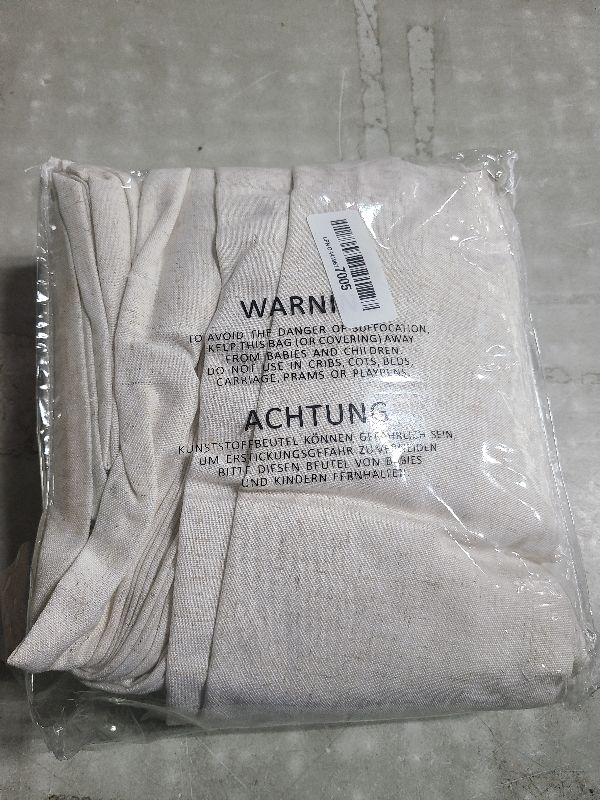 7005
WARNI
TO AVOID THE DANGER OF SUFFOCATION,
KEEP THIS BAG (OR COVERING) AWAY
FROM BABIES AND CHILDREN.
DO NOT USE IN CRIBS, COTS, BEDS,
CARRIAGE, PRAMS OR PLAYPENS.
ACHTUNG
KUNSTSTOFFBEUTEL KÖNNEN GEFÄHRLICH SEIN
UM ERSTICKUNGSGEFAHR ZU VERMEIDEN
BITTE DIESEN BEUTEL VON BABIES
UND KINDERN FERNHALTEN